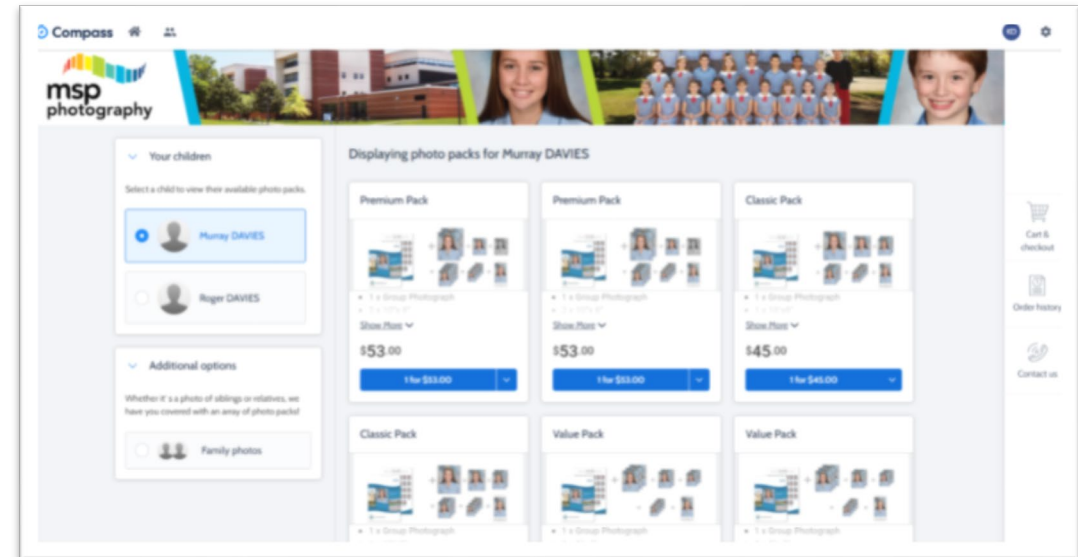 Compass
KD
msp
photography
Your children
Select a child to view their available photo packs.
Murray DAVIES
Roger DAVIES
Additional options
Whether it' s a photo of siblings or relatives, we
have you covered with an array of photo packs!
Family photos
Displaying photo packs for Murray DAVIES
Premium Pack
1 x Group Photograph
Show More
$53.00
1 for $53.00
Premium Pack
1 x Group Photograph
Show More
$53.00
1 for $53.00
Classic Pack
1 x Group Photograph
Show More
$45.00
1 for $45.00
Classic Pack
1 x Group Photograph
Value Pack
1 x Group Photograph
Value Pack
1 x Group Photograph
Cart &
checkout
Order history
Contact us